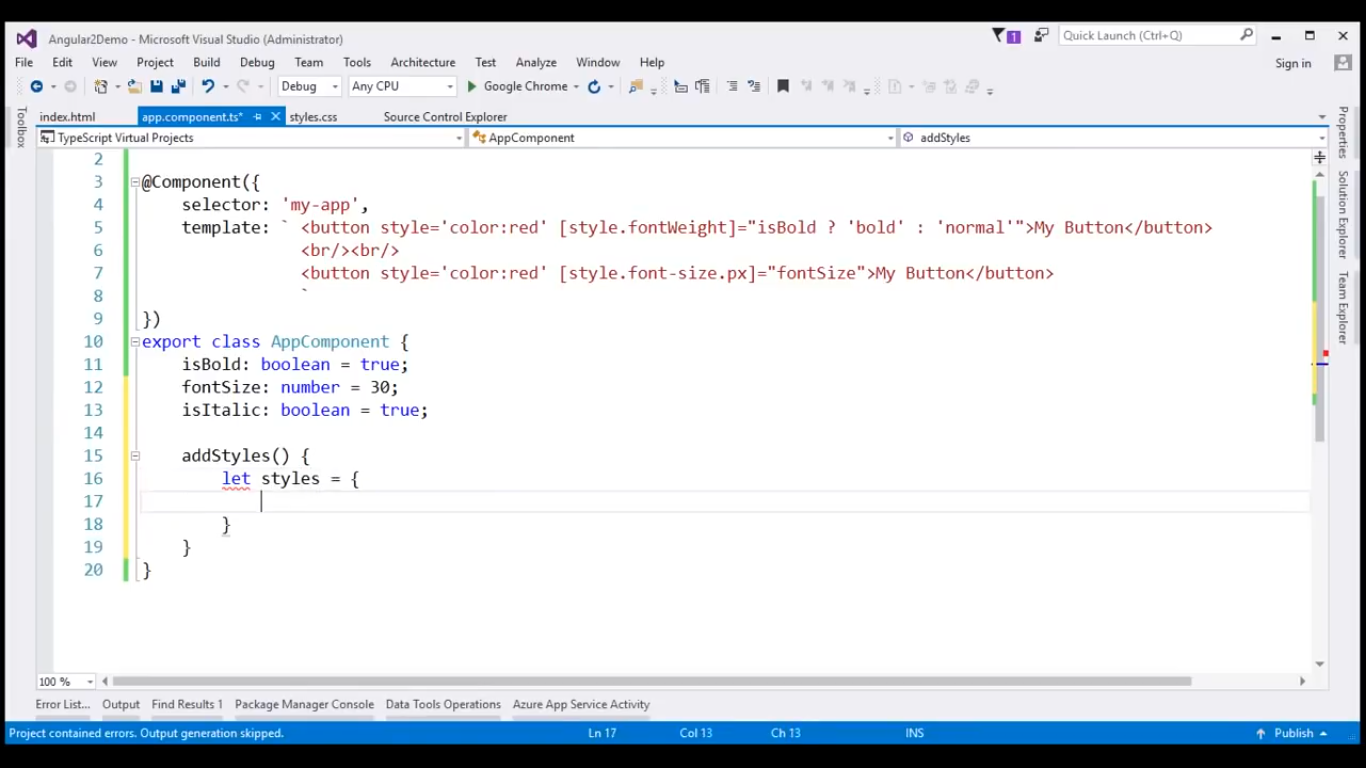 Angular2Demo - Microsoft Visual Studio (Administrator)
1
Quick Launch (Ctrl+Q)
File Edit View Project Build Debug Team Tools Architecture Test Analyze Window Help
Sign in
Debug Any CPU Google Chrome
index.html app.component.ts* styles.css Source Control Explorer
TypeScript Virtual Projects AppComponent addStyles
Toolbox
Properties
Solution Explorer
Team Explorer
2
3 @Component({
4 selector: 'my-app',
5 template: ` <button style='color:red' [style.fontWeight]="isBold ? 'bold' : 'normal'">My Button</button>
6 <br/><br/>
7 <button style='color:red' [style.font-size.px]="fontSize">My Button</button>
8 `
9 })
10 export class AppComponent {
11 isBold: boolean = true;
12 fontSize: number = 30;
13 isItalic: boolean = true;
14
15 addStyles() {
16 let styles = {
17
18 }
19 }
20 }
100 %
Error List... Output Find Results 1 Package Manager Console Data Tools Operations Azure App Service Activity
Project contained errors. Output generation skipped. Ln 17 Col 13 Ch 13 INS Publish